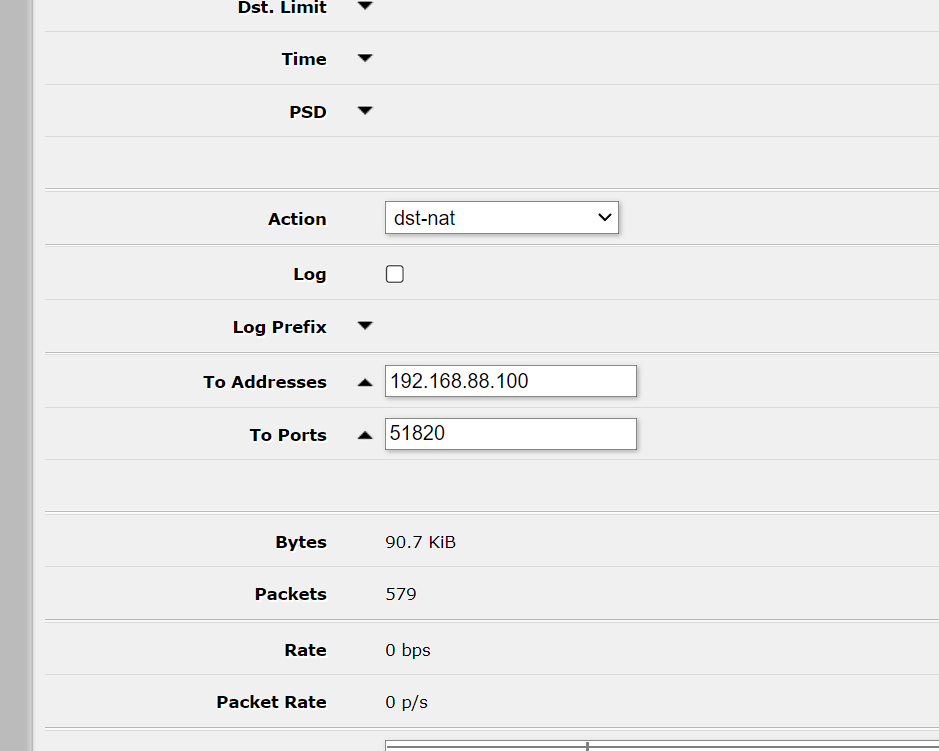 Dst. Limit
Time
PSD
Action dst-nat
Log
Log Prefix
To Addresses 192.168.88.100
To Ports 51820
Bytes 90.7 KiB
Packets 579
Rate 0 bps
Packet Rate 0 p/s